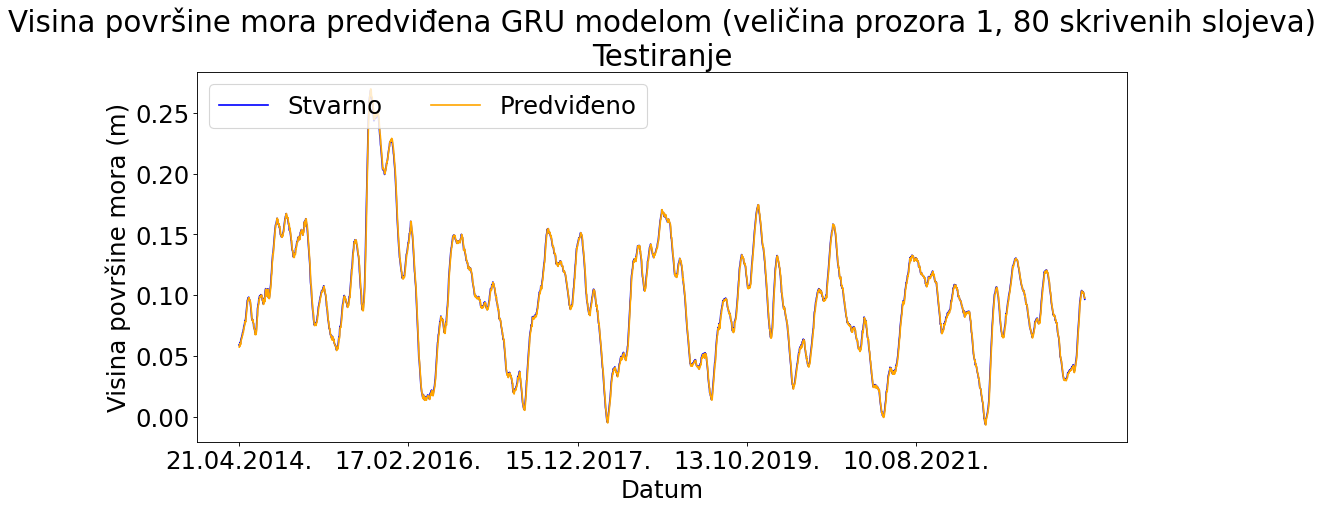 Visina površine mora predviđena GRU modelom (veličina prozora 1, 80 skrivenih slojeva)
Testiranje
Stvarno
Predviđeno
Visina površine mora (m)
0.25
0.20
0.15
0.10
0.05
0.00
21.04.2014.
17.02.2016.
15.12.2017.
13.10.2019.
10.08.2021.
Datum